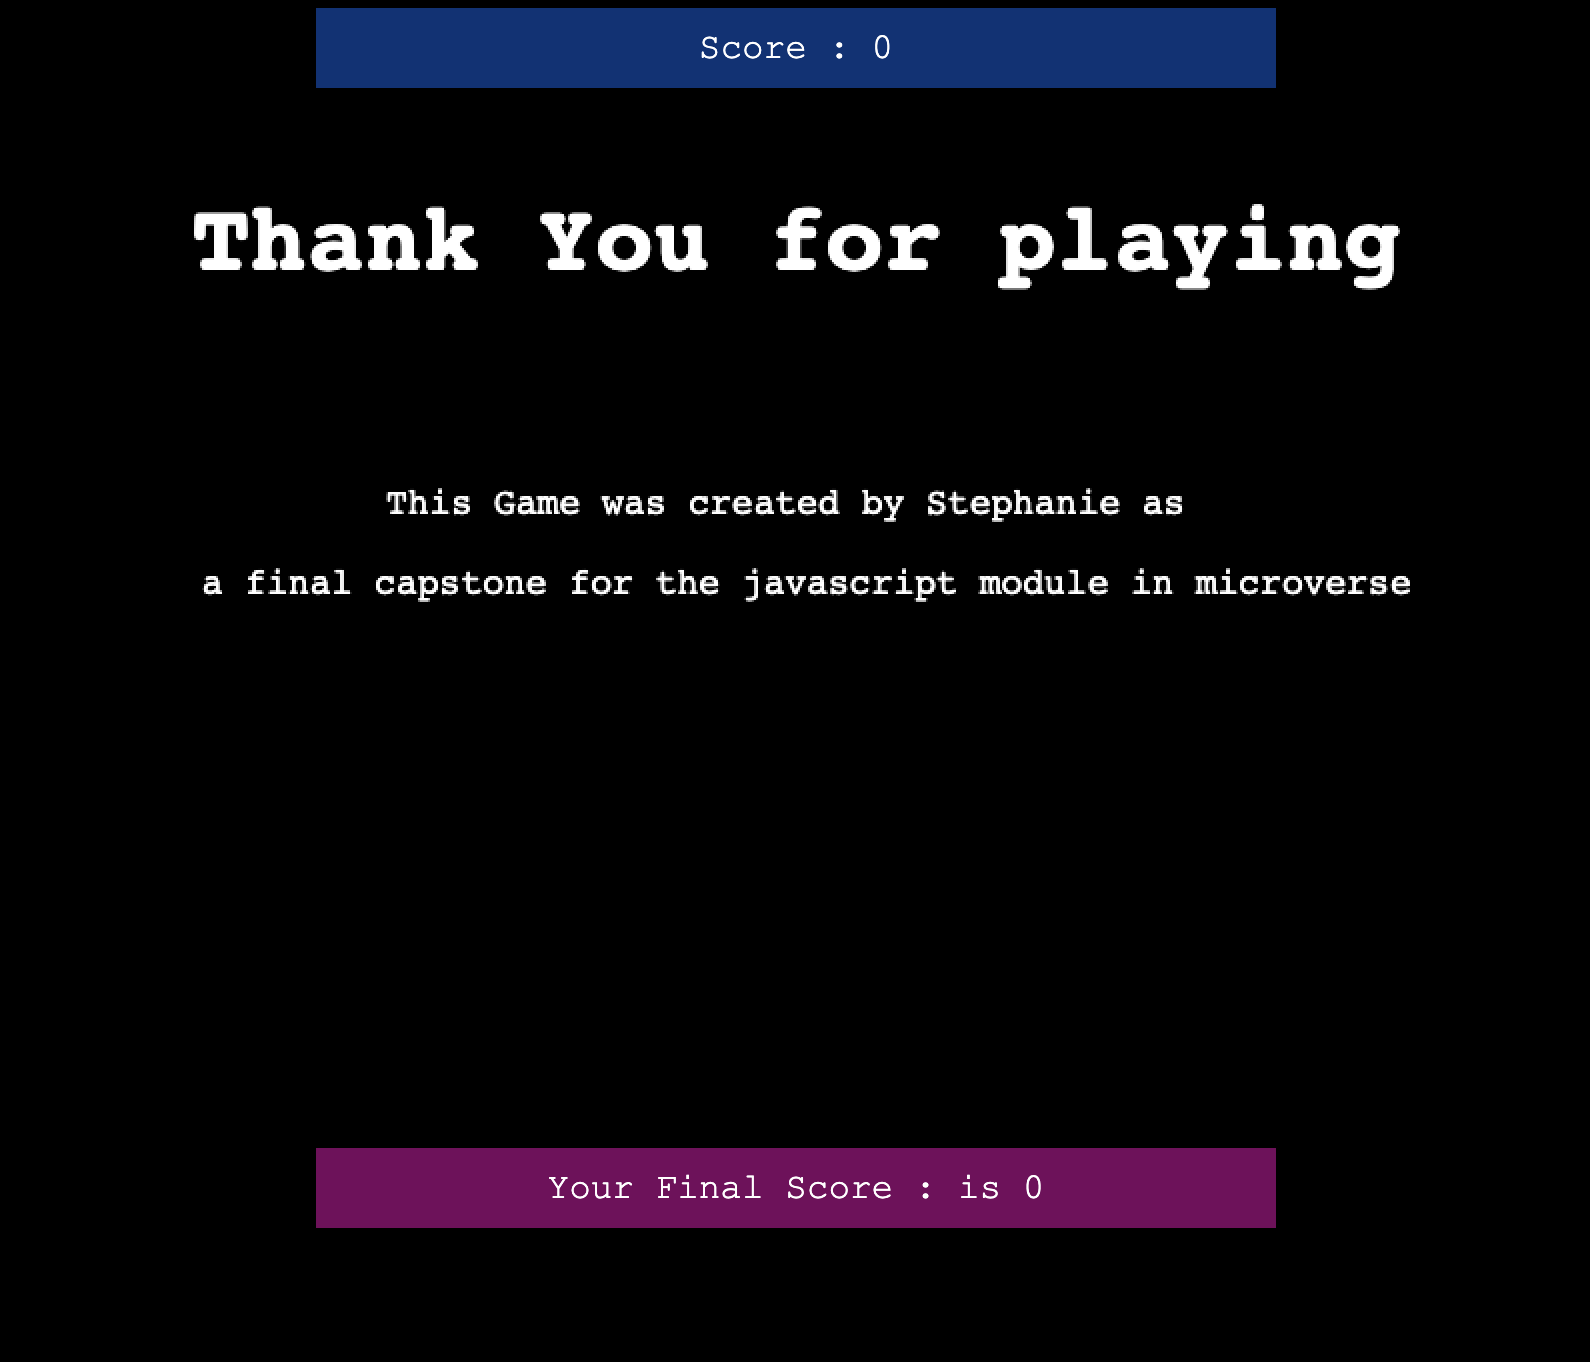 Score : 0
Thank You for playing
This Game was created by Stephanie as
a final capstone for the javascript module in microverse
Your Final Score : is 0